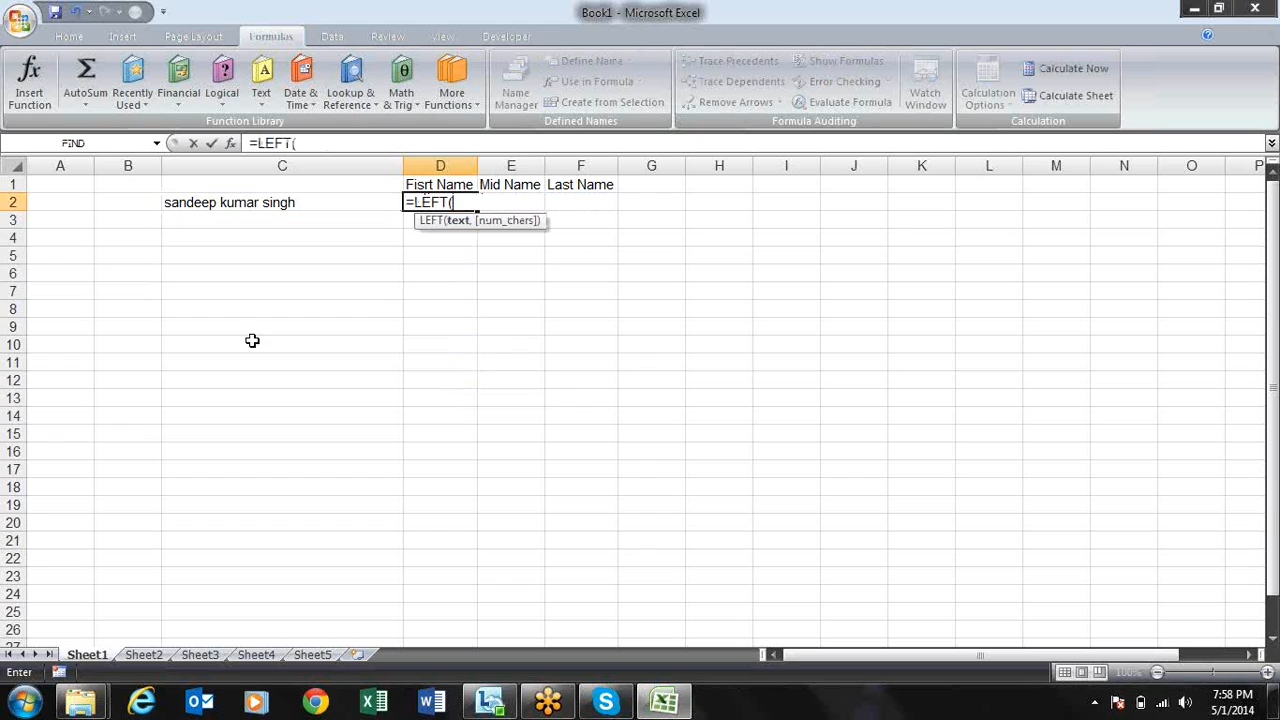 Book1 - Microsoft Excel
Home Insert Page Layout Formulas Data Review View Developer
Insert Function
AutoSum
Recently Used
Financial
Logical
Text
Date & Time
Lookup & Reference
Math & Trig
More Functions
Function Library
Name Manager
Define Name
Use in Formula
Create from Selection
Defined Names
Trace Precedents
Trace Dependents
Remove Arrows
Show Formulas
Error Checking
Evaluate Formula
Watch Window
Formula Auditing
Calculation Options
Calculate Now
Calculate Sheet
Calculation
FIND =LEFT(
A B C D E F G H I J K L M N O P
1 Fisrt Name Mid Name Last Name
2 sandeep kumar singh =LEFT(
3 LEFT(text, [num_chers])
4
5
6
7
8
9
10
11
12
13
14
15
16
17
18
19
20
21
22
23
24
25
26
27
Sheet1 Sheet2 Sheet3 Sheet4 Sheet5
Enter 100%
7:58 PM
5/1/2014